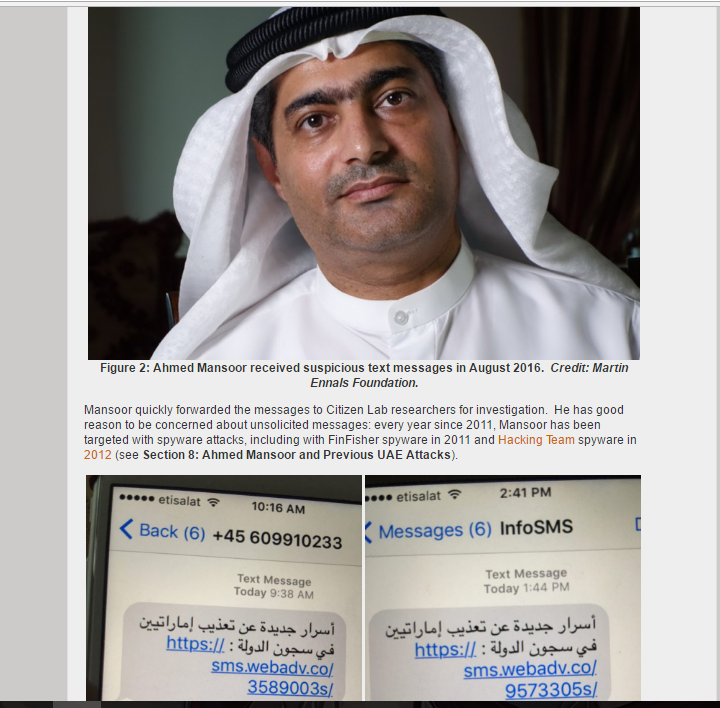 Figure 2: Ahmed Mansoor received suspicious text messages in August 2016. Credit: Martin
Ennals Foundation.
Mansoor quickly forwarded the messages to Citizen Lab researchers for investigation. He has good
reason to be concerned about unsolicited messages: every year since 2011, Mansoor has been
targeted with spyware attacks, including with FinFisher spyware in 2011 and Hacking Team spyware in
2012 (see Section 8: Ahmed Mansoor and Previous UAE Attacks).
etisalat
10:16 AM
Back (6) +45 609910233
Text Message
Today 9:38 AM
أسرار جديدة عن تعذيب إماراتيين
في سجون الدولة : https://
sms.webadv.co/
3589003s/
etisalat
2:41 PM
Messages (6) InfoSMS
Text Message
Today 1:44 PM
أسرار جديدة عن تعذيب إماراتيين
في سجون الدولة : https://
sms.webadv.co/
9573305s/